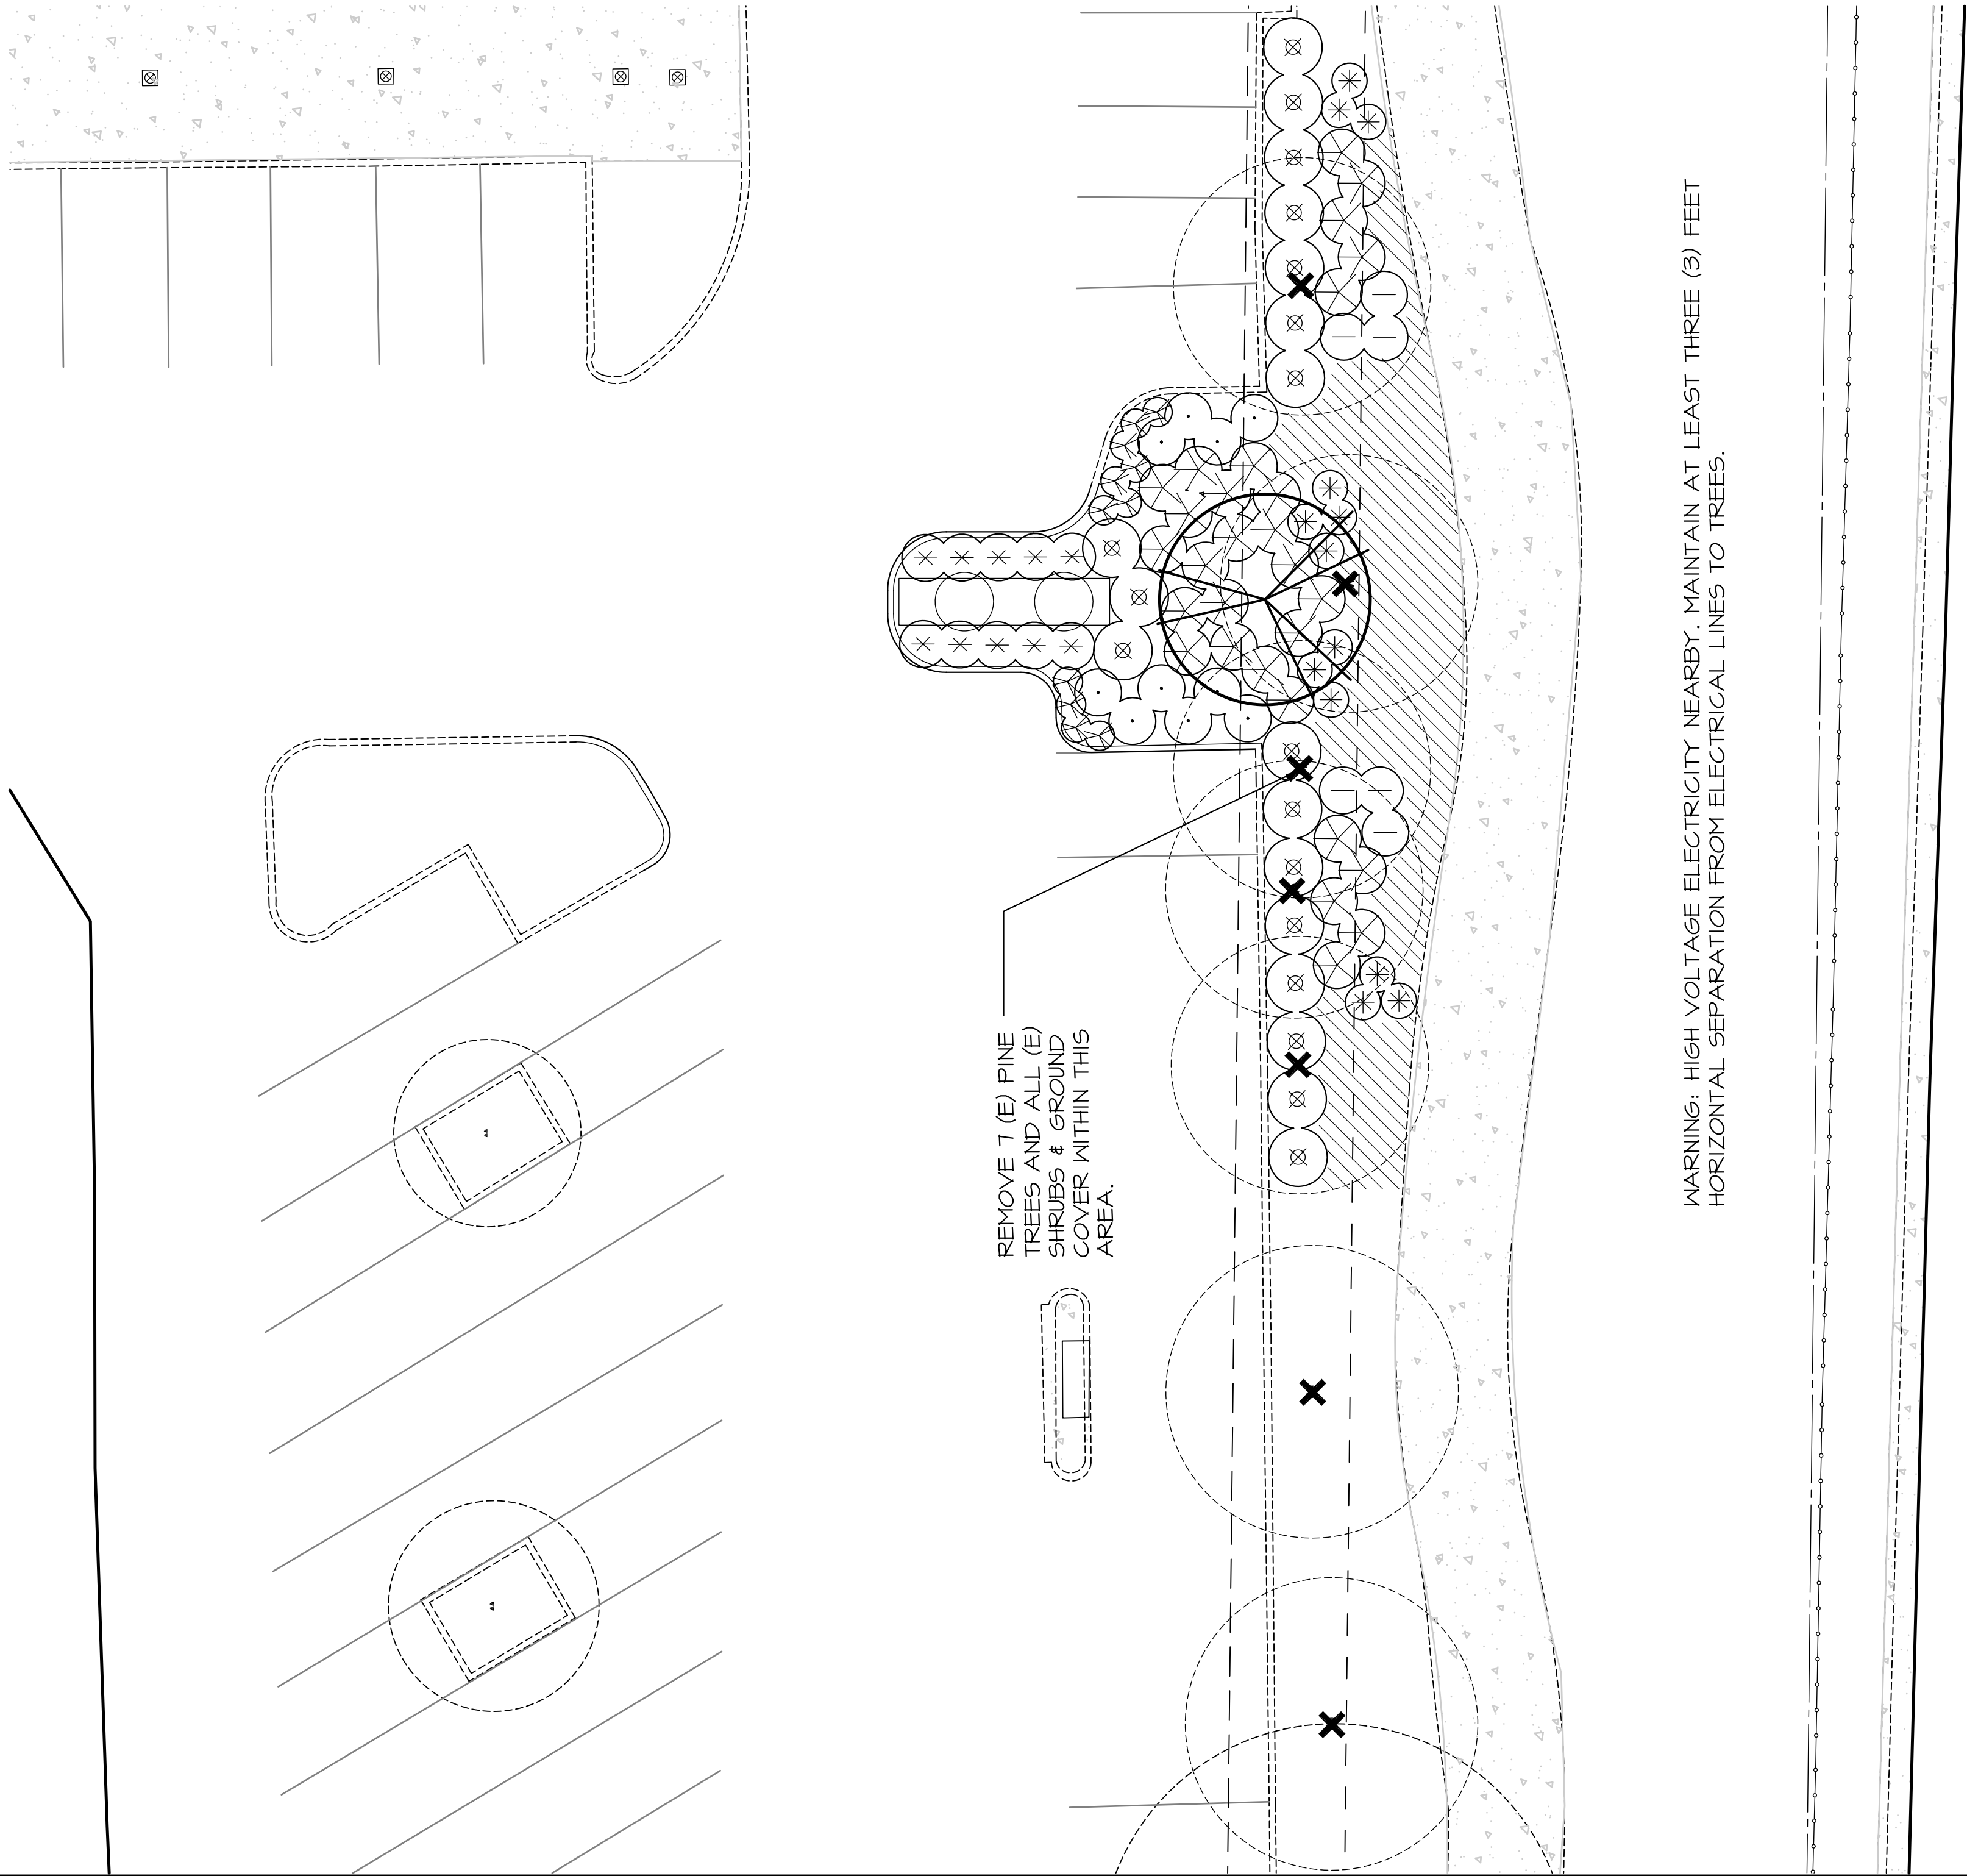 REMOVE 7 (E) PINE
TREES AND ALL (E)
SHRUBS & GROUND
COVER WITHIN THIS
AREA.
WARNING: HIGH VOLTAGE ELECTRICITY NEARBY. MAINTAIN AT LEAST THREE (3) FEET
HORIZONTAL SEPARATION FROM ELECTRICAL LINES TO TREES.